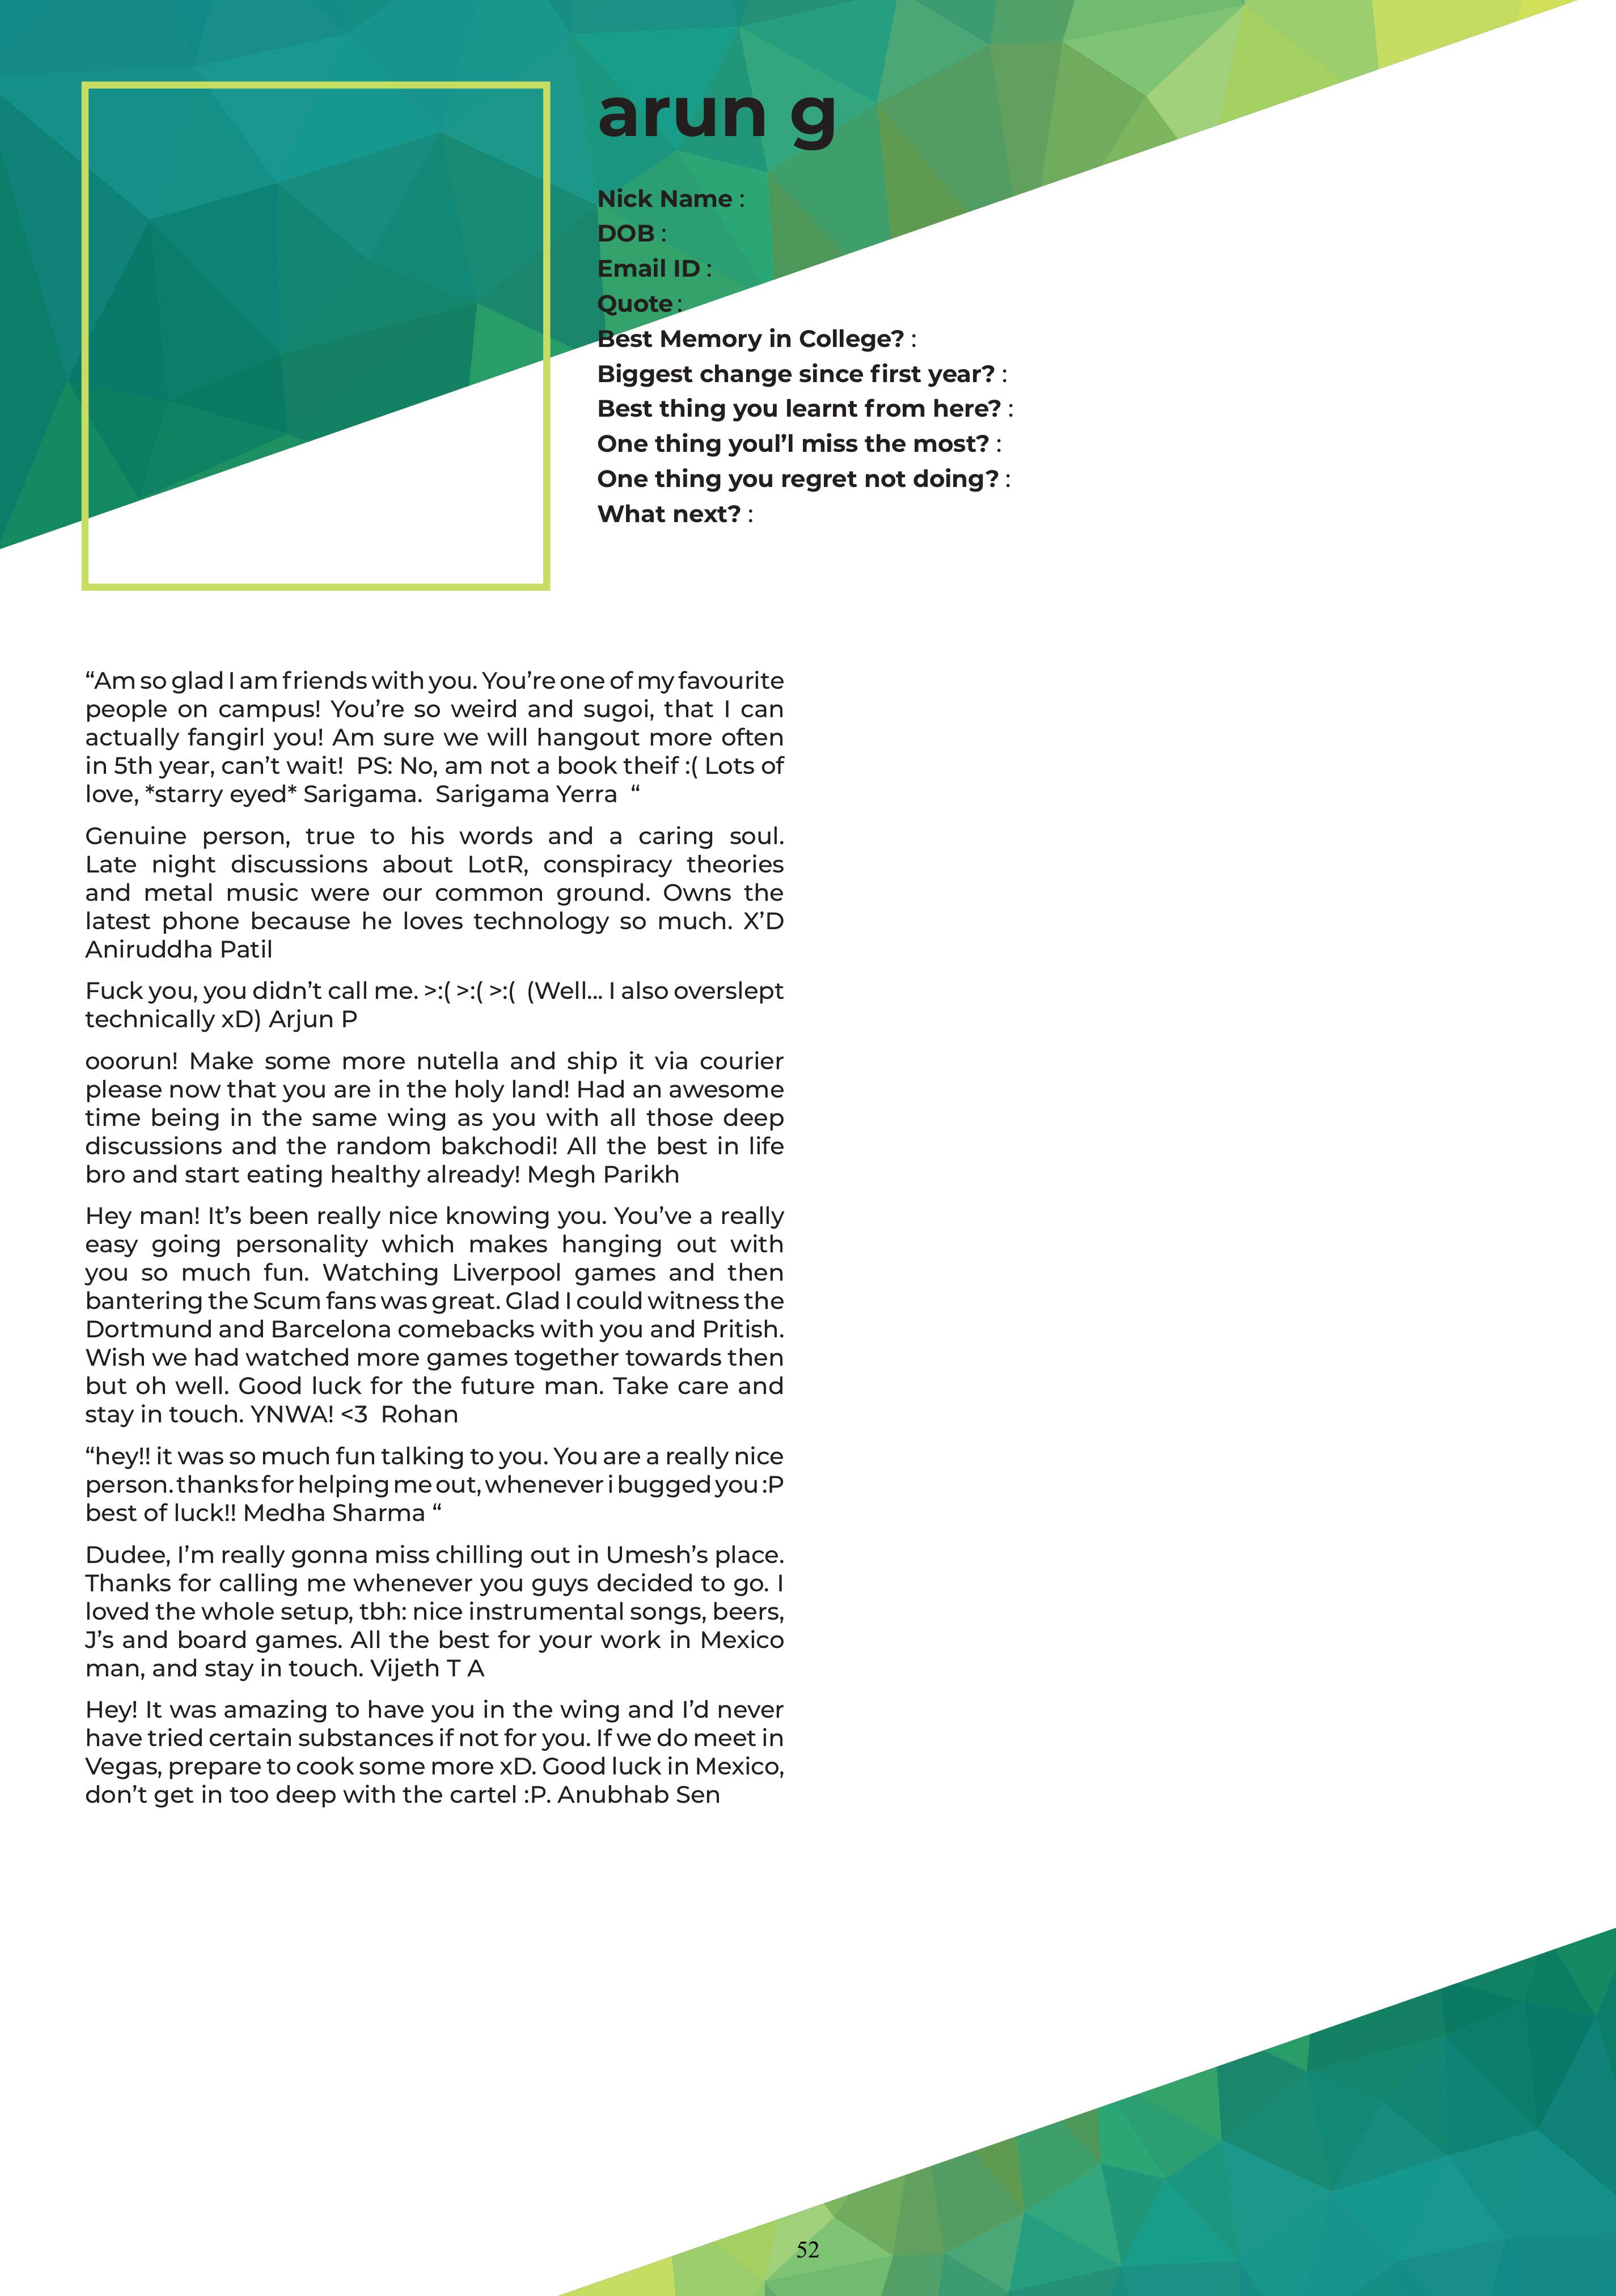 arun g
Nick Name :
DOB :
Email ID :
Quote :
Best Memory in College? :
Biggest change since first year? :
Best thing you learnt from here? :
One thing youl’l miss the most? :
One thing you regret not doing? :
What next? :
“Am so glad I am friends with you. You’re one of my favourite
people on campus! You’re so weird and sugoi, that I can
actually fangirl you! Am sure we will hangout more often
in 5th year, can’t wait!  PS: No, am not a book theif :( Lots of
love, *starry eyed* Sarigama.  Sarigama Yerra  “
Genuine person, true to his words and a caring soul.
Late night discussions about LotR, conspiracy theories
and metal music were our common ground. Owns the
latest phone because he loves technology so much. X’D
Aniruddha Patil
Fuck you, you didn’t call me. >:( >:( >:(  (Well... I also overslept
technically xD) Arjun P
ooorun! Make some more nutella and ship it via courier
please now that you are in the holy land! Had an awesome
time being in the same wing as you with all those deep
discussions and the random bakchodi! All the best in life
bro and start eating healthy already! Megh Parikh
Hey man! It’s been really nice knowing you. You’ve a really
easy going personality which makes hanging out with
you so much fun. Watching Liverpool games and then
bantering the Scum fans was great. Glad I could witness the
Dortmund and Barcelona comebacks with you and Pritish.
Wish we had watched more games together towards then
but oh well. Good luck for the future man. Take care and
stay in touch. YNWA! <3  Rohan
“hey!! it was so much fun talking to you. You are a really nice
person. thanks for helping me out, whenever i bugged you :P
best of luck!! Medha Sharma “
Dudee, I’m really gonna miss chilling out in Umesh’s place.
Thanks for calling me whenever you guys decided to go. I
loved the whole setup, tbh: nice instrumental songs, beers,
J’s and board games. All the best for your work in Mexico
man, and stay in touch. Vijeth T A
Hey! It was amazing to have you in the wing and I’d never
have tried certain substances if not for you. If we do meet in
Vegas, prepare to cook some more xD. Good luck in Mexico,
don’t get in too deep with the cartel :P. Anubhab Sen
52